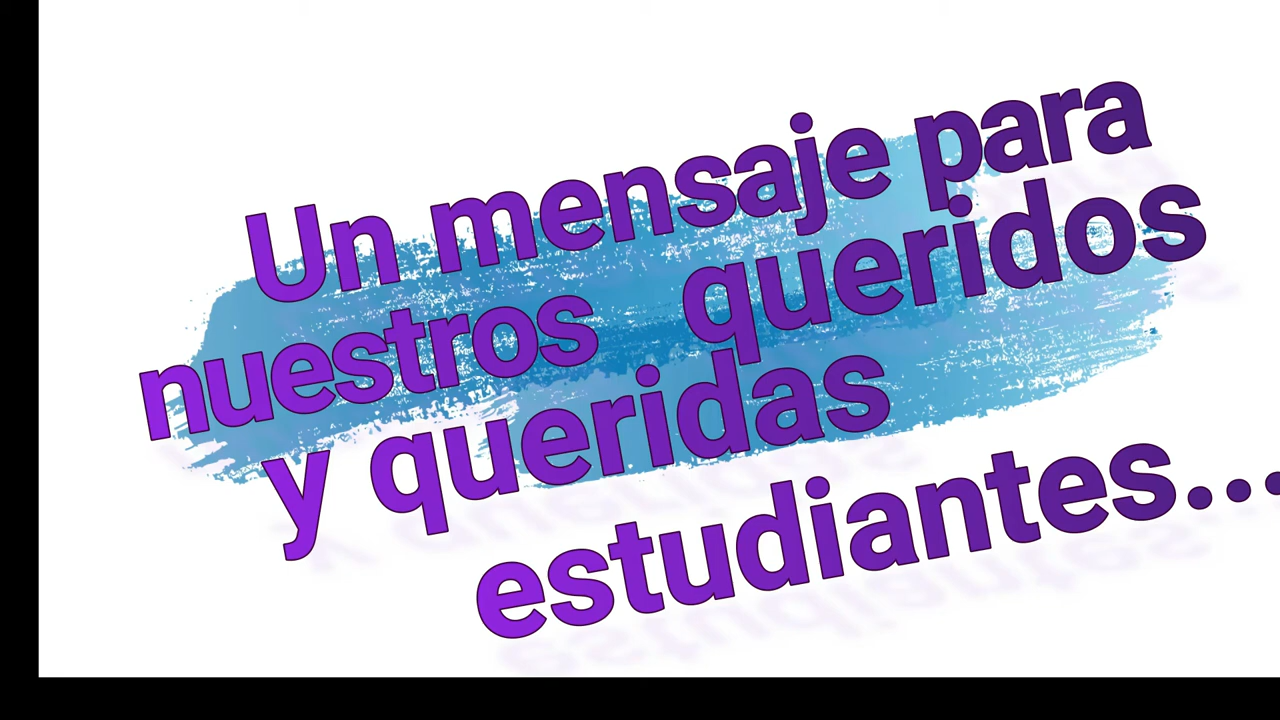 Un mensaje para
nuestros queridos
y queridas
estudiantes...